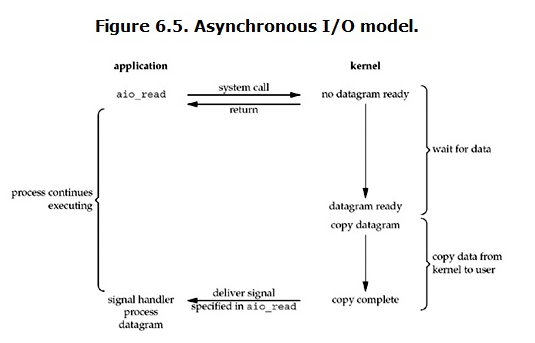 Figure 6.5. Asynchronous I/O model.
application
kernel
aio_read
system call
return
no datagram ready
wait for data
process continues
executing
datagram ready
copy datagram
copy data from
kernel to user
signal handler
process
datagram
deliver signal
specified in aio_read
copy complete